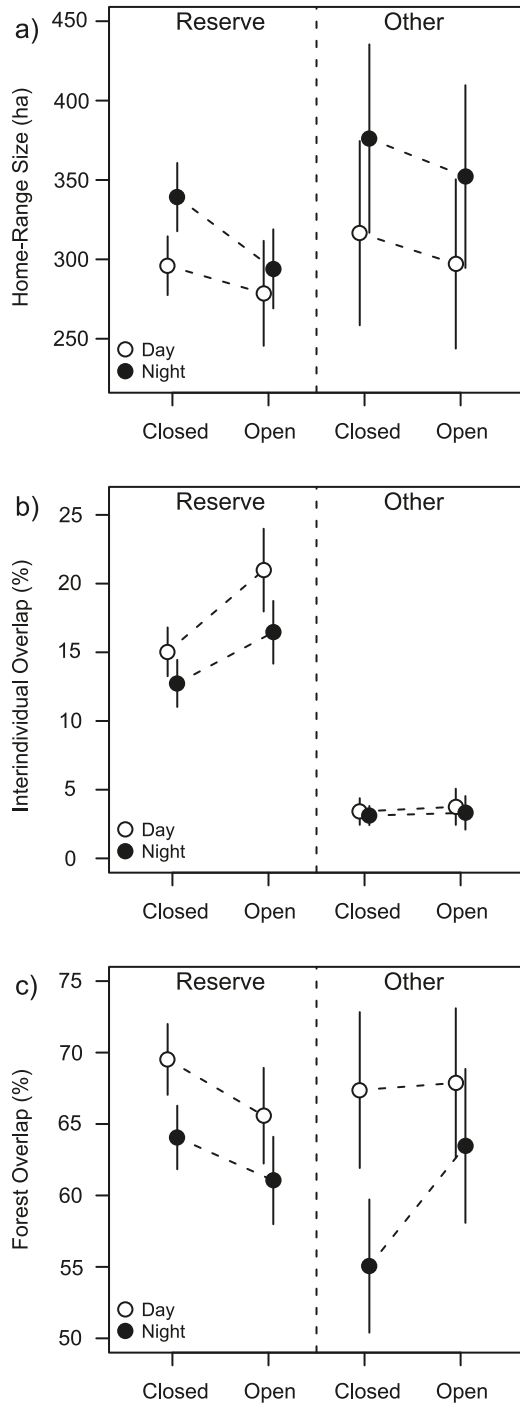 a)
Reserve Other
Home-Range Size (ha)
450
400
350
300
250
Day
Night
Closed Open Closed Open
b)
Reserve Other
Interindividual Overlap (%)
25
20
15
10
5
0
Day
Night
Closed Open Closed Open
c)
Reserve Other
Forest Overlap (%)
75
70
65
60
55
50
Day
Night
Closed Open Closed Open